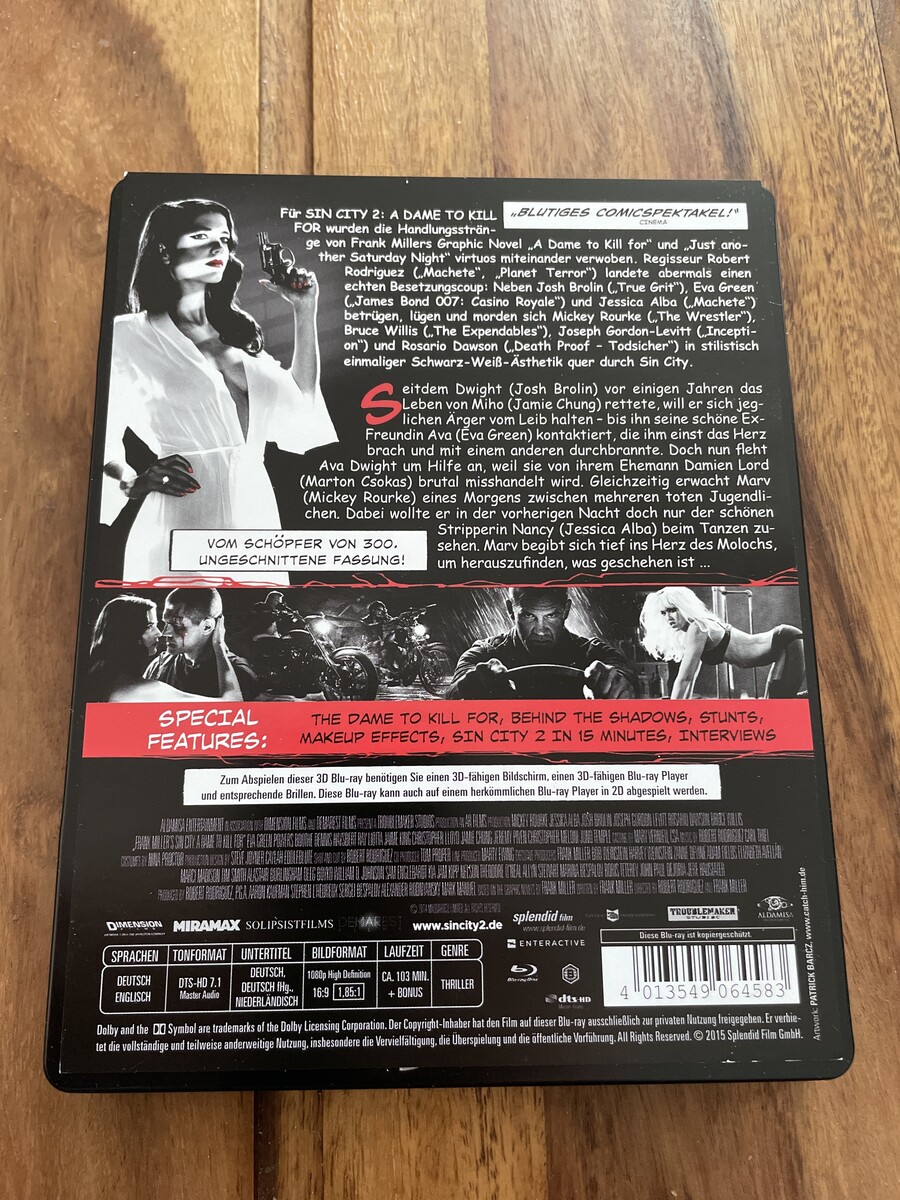 Für SIN CITY 2: A DAME TO KILL
FOR wurden die Handlungssträn-
„BLUTIGES COMICSPEKTAKEL!“
CINEMA
ge von Frank Millers Graphic Novel „A Dame to Kill for“ und „Just ano-
ther Saturday Night“ virtuos miteinander verwoben. Regisseur Robert
Rodriguez („Machete“, „Planet Terror“) landete abermals einen
echten Besetzungscoup: Neben Josh Brolin („True Grit“), Eva Green
(„James Bond 007: Casino Royale“) und Jessica Alba („Machete“)
betrügen, lügen und morden sich Mickey Rourke („The Wrestler“),
Bruce Willis („The Expendables“), Joseph Gordon-Levitt („Incepti-
on“) und Rosario Dawson („Death Proof - Todsicher“) in stilistisch
einmaliger Schwarz-Weiß-Ästhetik quer durch Sin City.
Seitdem Dwight (Josh Brolin) vor einigen Jahren das
Leben von Miho (Jamie Chung) rettete, will er sich jeg-
lichen Ärger vom Leib halten - bis ihn seine schöne Ex-
Freundin Ava (Eva Green) kontaktiert, die ihm einst das Herz
brach und mit einem anderen durchbrannte. Doch nun fleht
Ava Dwight um Hilfe an, weil sie von ihrem Ehemann Damien Lord
(Marton Csokas) brutal misshandelt wird. Gleichzeitig erwacht Marv
(Mickey Rourke) eines Morgens zwischen mehreren toten Jugendli-
chen. Dabei wollte er in der vorherigen Nacht doch nur der schönen
Stripperin Nancy (Jessica Alba) beim Tanzen zu-
sehen. Marv begibt sich tief ins Herz des Molochs,
um herauszufinden, was geschehen ist ...
VOM SCHÖPFER VON 300.
UNGESCHNITTENE FASSUNG!
SPECIAL
FEATURES:
THE DAME TO KILL FOR, BEHIND THE SHADOWS, STUNTS,
MAKEUP EFFECTS, SIN CITY 2 IN 15 MINUTES, INTERVIEWS
Zum Abspielen dieser 3D Blu-ray benötigen Sie einen 3D-fähigen Bildschirm, einen 3D-fähigen Blu-ray Player
und entsprechende Brillen. Diese Blu-ray kann auch auf einem herkömmlichen Blu-ray Player in 2D abgespielt werden.
DIMENSION
MIRAMAX
SOLIPSISTFILMS
DEMAREST
www.sincity2.de
splendid film
www.splendid-film.de
TROUBLEMAKER
STUDIOS
ALDAMISA
ENTERACTIVE
Diese Blu-ray ist kopiergeschützt.
SPRACHEN TONFORMAT UNTERTITEL BILDFORMAT LAUFZEIT GENRE
DEUTSCH
ENGLISCH
DTS-HD 7.1
Master Audio
DEUTSCH,
DEUTSCH Hg.,
NIEDERLÄNDISCH
1080p High Definition
16:9 1,85:1
CA. 103 MIN.
+ BONUS
THRILLER
Blu-ray Disc
B
dts-HD
4 013549 064583
Artwork: PATRICK BARCZ, www.catch-him.de
Dolby and the DD Symbol are trademarks of the Dolby Licensing Corporation. Der Copyright-Inhaber hat den Film auf dieser Blu-ray ausschließlich zur privaten Nutzung freigegeben. Er verbie-
tet die vollständige und teilweise anderweitige Nutzung, insbesondere die Vervielfältigung, die Überspielung und die öffentliche Vorführung. All Rights Reserved. © 2015 Splendid Film GmbH.